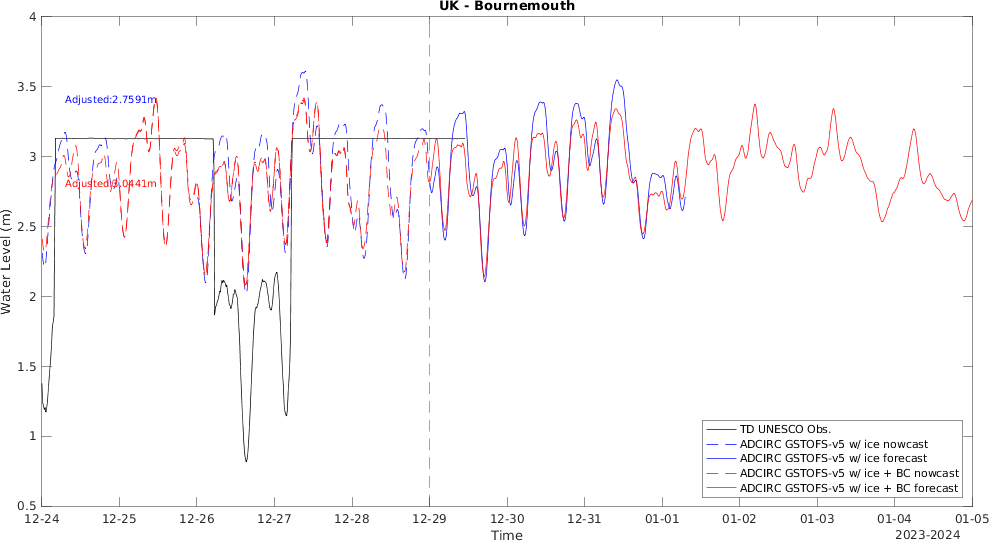 UK - Bournemouth
4
3.5
3
2.5
2
1.5
1
0.5
Water Level (m)
Adjusted:2.7591m
Adjusted:3.0441m
TD UNESCO Obs.
ADCIRC GSTOFS-v5 w/ ice nowcast
ADCIRC GSTOFS-v5 w/ ice forecast
ADCIRC GSTOFS-v5 w/ ice + BC nowcast
ADCIRC GSTOFS-v5 w/ ice + BC forecast
12-24 12-25 12-26 12-27 12-28 12-29 12-30 12-31 01-01 01-02 01-03 01-04 01-05
Time
2023-2024